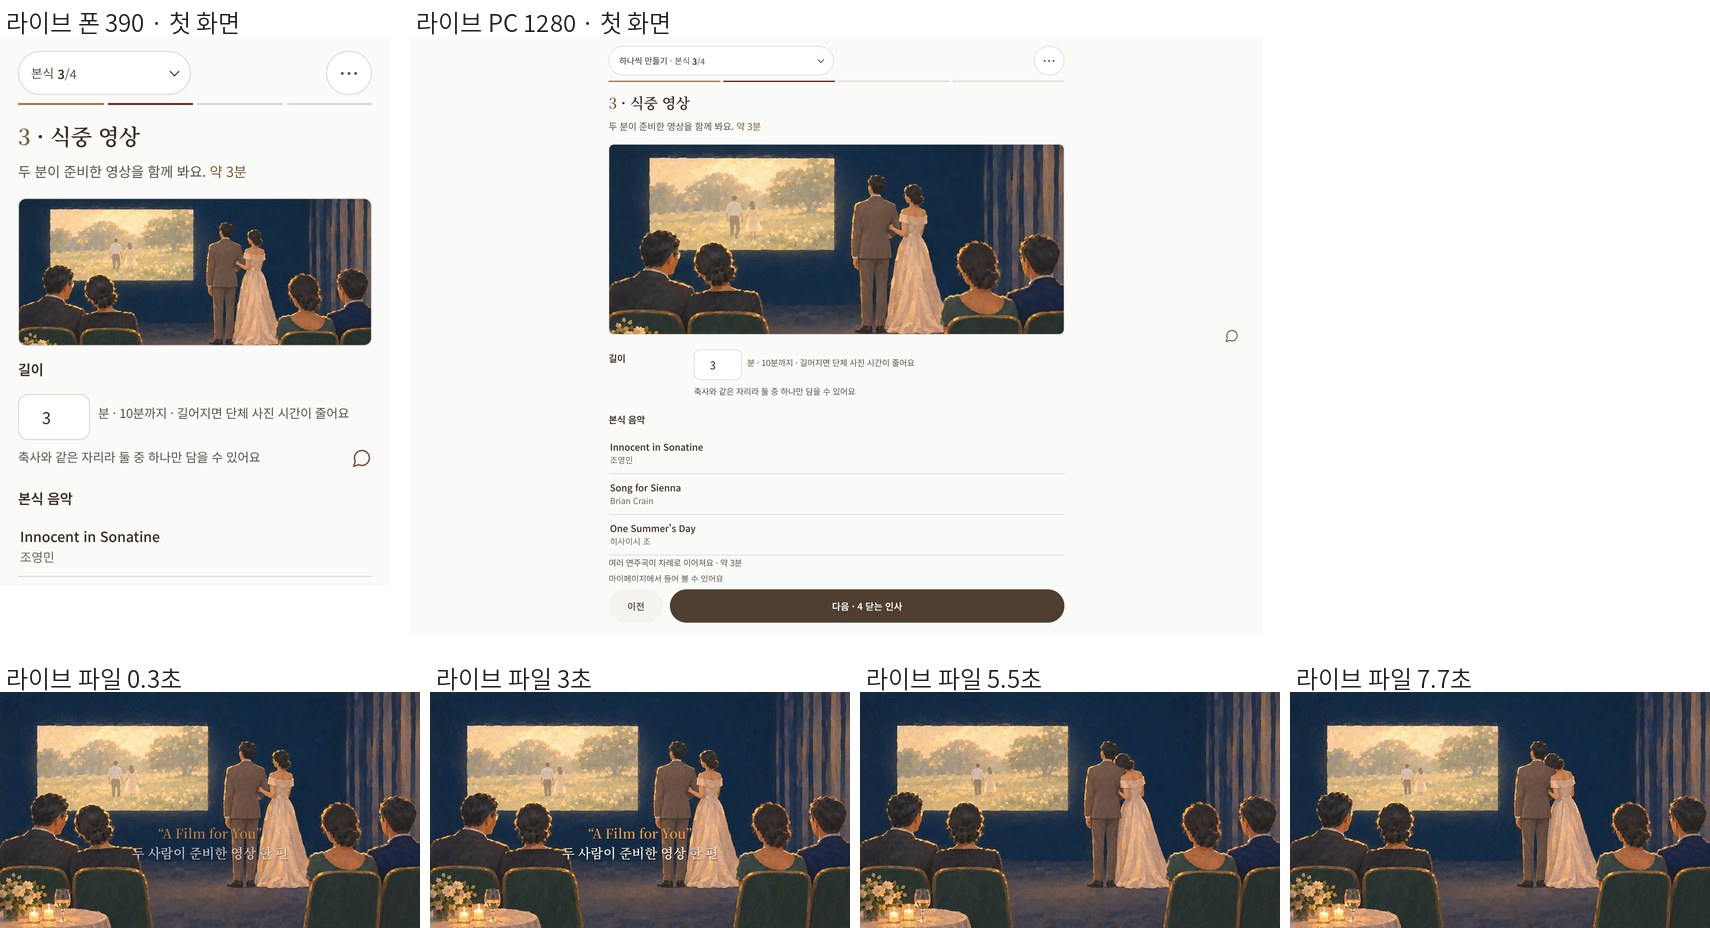 라이브 폰 390 · 첫 화면
본식 3/4
3 · 식중 영상
두 분이 준비한 영상을 함께 봐요. 약 3분
길이
3
분 · 10분까지 · 길어지면 단체 사진 시간이 줄어요
축사와 같은 자리라 둘 중 하나만 담을 수 있어요
본식 음악
Innocent in Sonatine
조영민
라이브 PC 1280 · 첫 화면
하나씩 만들기 · 본식 3/4
3 · 식중 영상
두 분이 준비한 영상을 함께 봐요. 약 3분
길이
3
분 · 10분까지 · 길어지면 단체 사진 시간이 줄어요
축사와 같은 자리라 둘 중 하나만 담을 수 있어요
본식 음악
Innocent in Sonatine
조영민
Song for Sienna
Brian Crain
One Summer's Day
히사이시 조
여러 연주곡이 차례로 이어져요 · 약 3분
마이페이지에서 들어 볼 수 있어요
이전
다음 · 4 닫는 인사
라이브 파일 0.3초
“A Film for You”
두 사람이 준비한 영상 한 편
라이브 파일 3초
“A Film for You”
두 사람이 준비한 영상 한 편
라이브 파일 5.5초
라이브 파일 7.7초